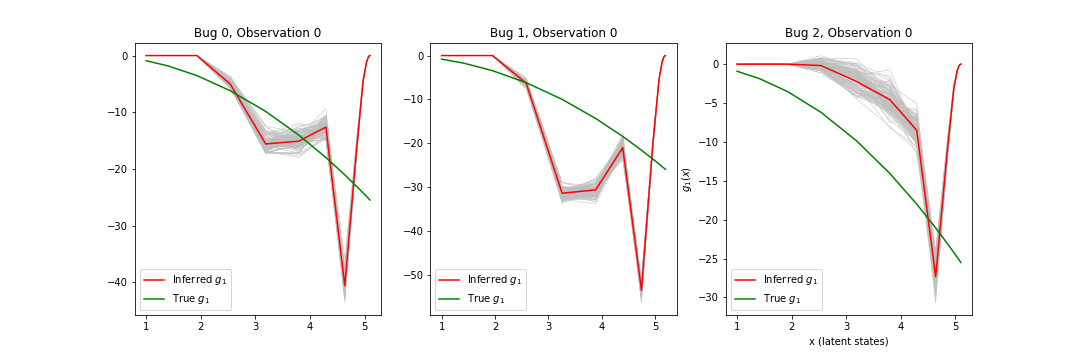 Bug 0, Observation 0
0
−10
−20
−30
−40
1 2 3 4 5
Inferred g₁
True g₁
Bug 1, Observation 0
0
−10
−20
−30
−40
−50
1 2 3 4 5
Inferred g₁
True g₁
Bug 2, Observation 0
g₁(x)
0
−5
−10
−15
−20
−25
−30
1 2 3 4 5
x (latent states)
Inferred g₁
True g₁